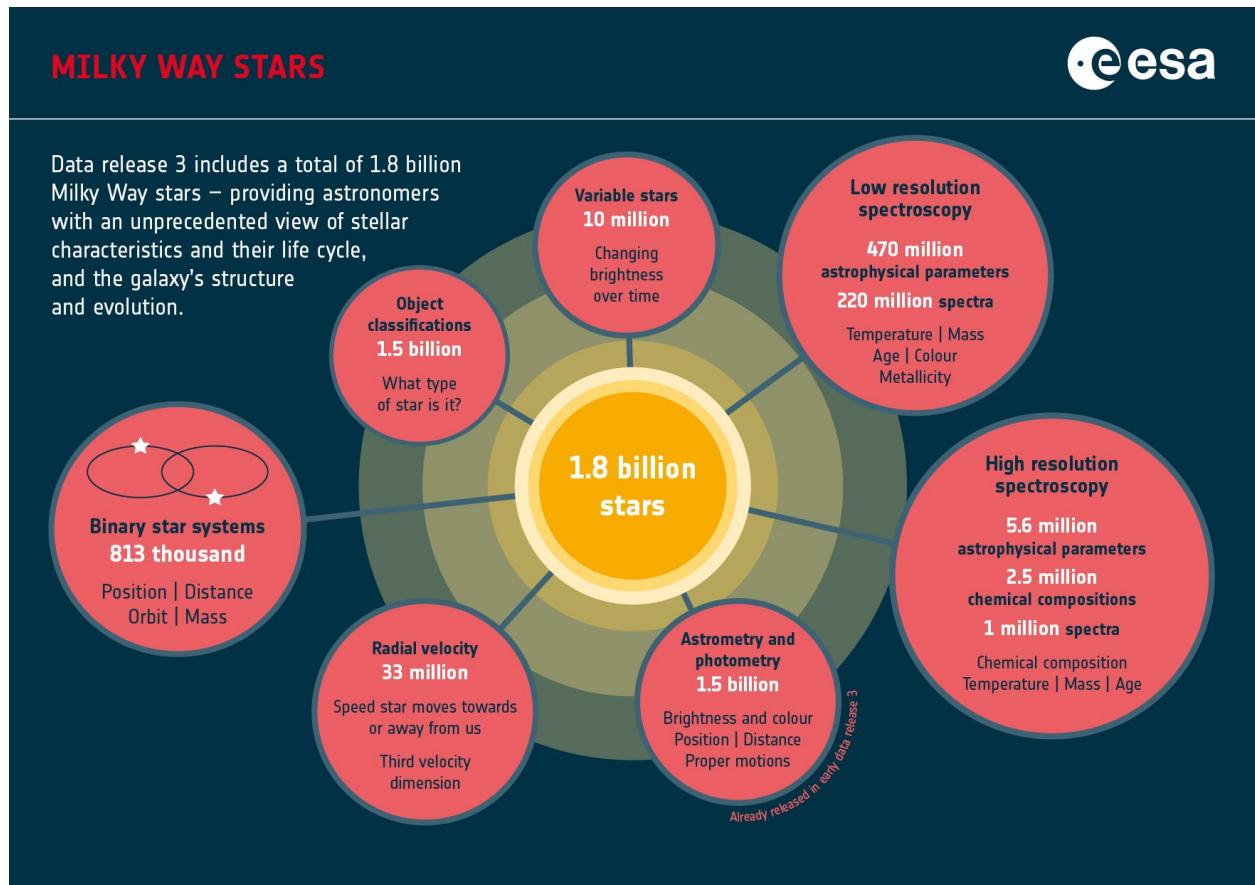 MILKY WAY STARS
esa
Data release 3 includes a total of 1.8 billion
Milky Way stars – providing astronomers
with an unprecedented view of stellar
characteristics and their life cycle,
and the galaxy’s structure
and evolution.
Variable stars
10 million
Changing
brightness
over time
Low resolution
spectroscopy
470 million
astrophysical parameters
220 million spectra
Temperature | Mass
Age | Colour
Metallicity
Object
classifications
1.5 billion
What type
of star is it?
1.8 billion
stars
Binary star systems
813 thousand
Position | Distance
Orbit | Mass
High resolution
spectroscopy
5.6 million
astrophysical parameters
2.5 million
chemical compositions
1 million spectra
Chemical composition
Temperature | Mass | Age
Radial velocity
33 million
Speed star moves towards
or away from us
Third velocity
dimension
Astrometry and
photometry
1.5 billion
Brightness and colour
Position | Distance
Proper motions
Already released in early data release 3